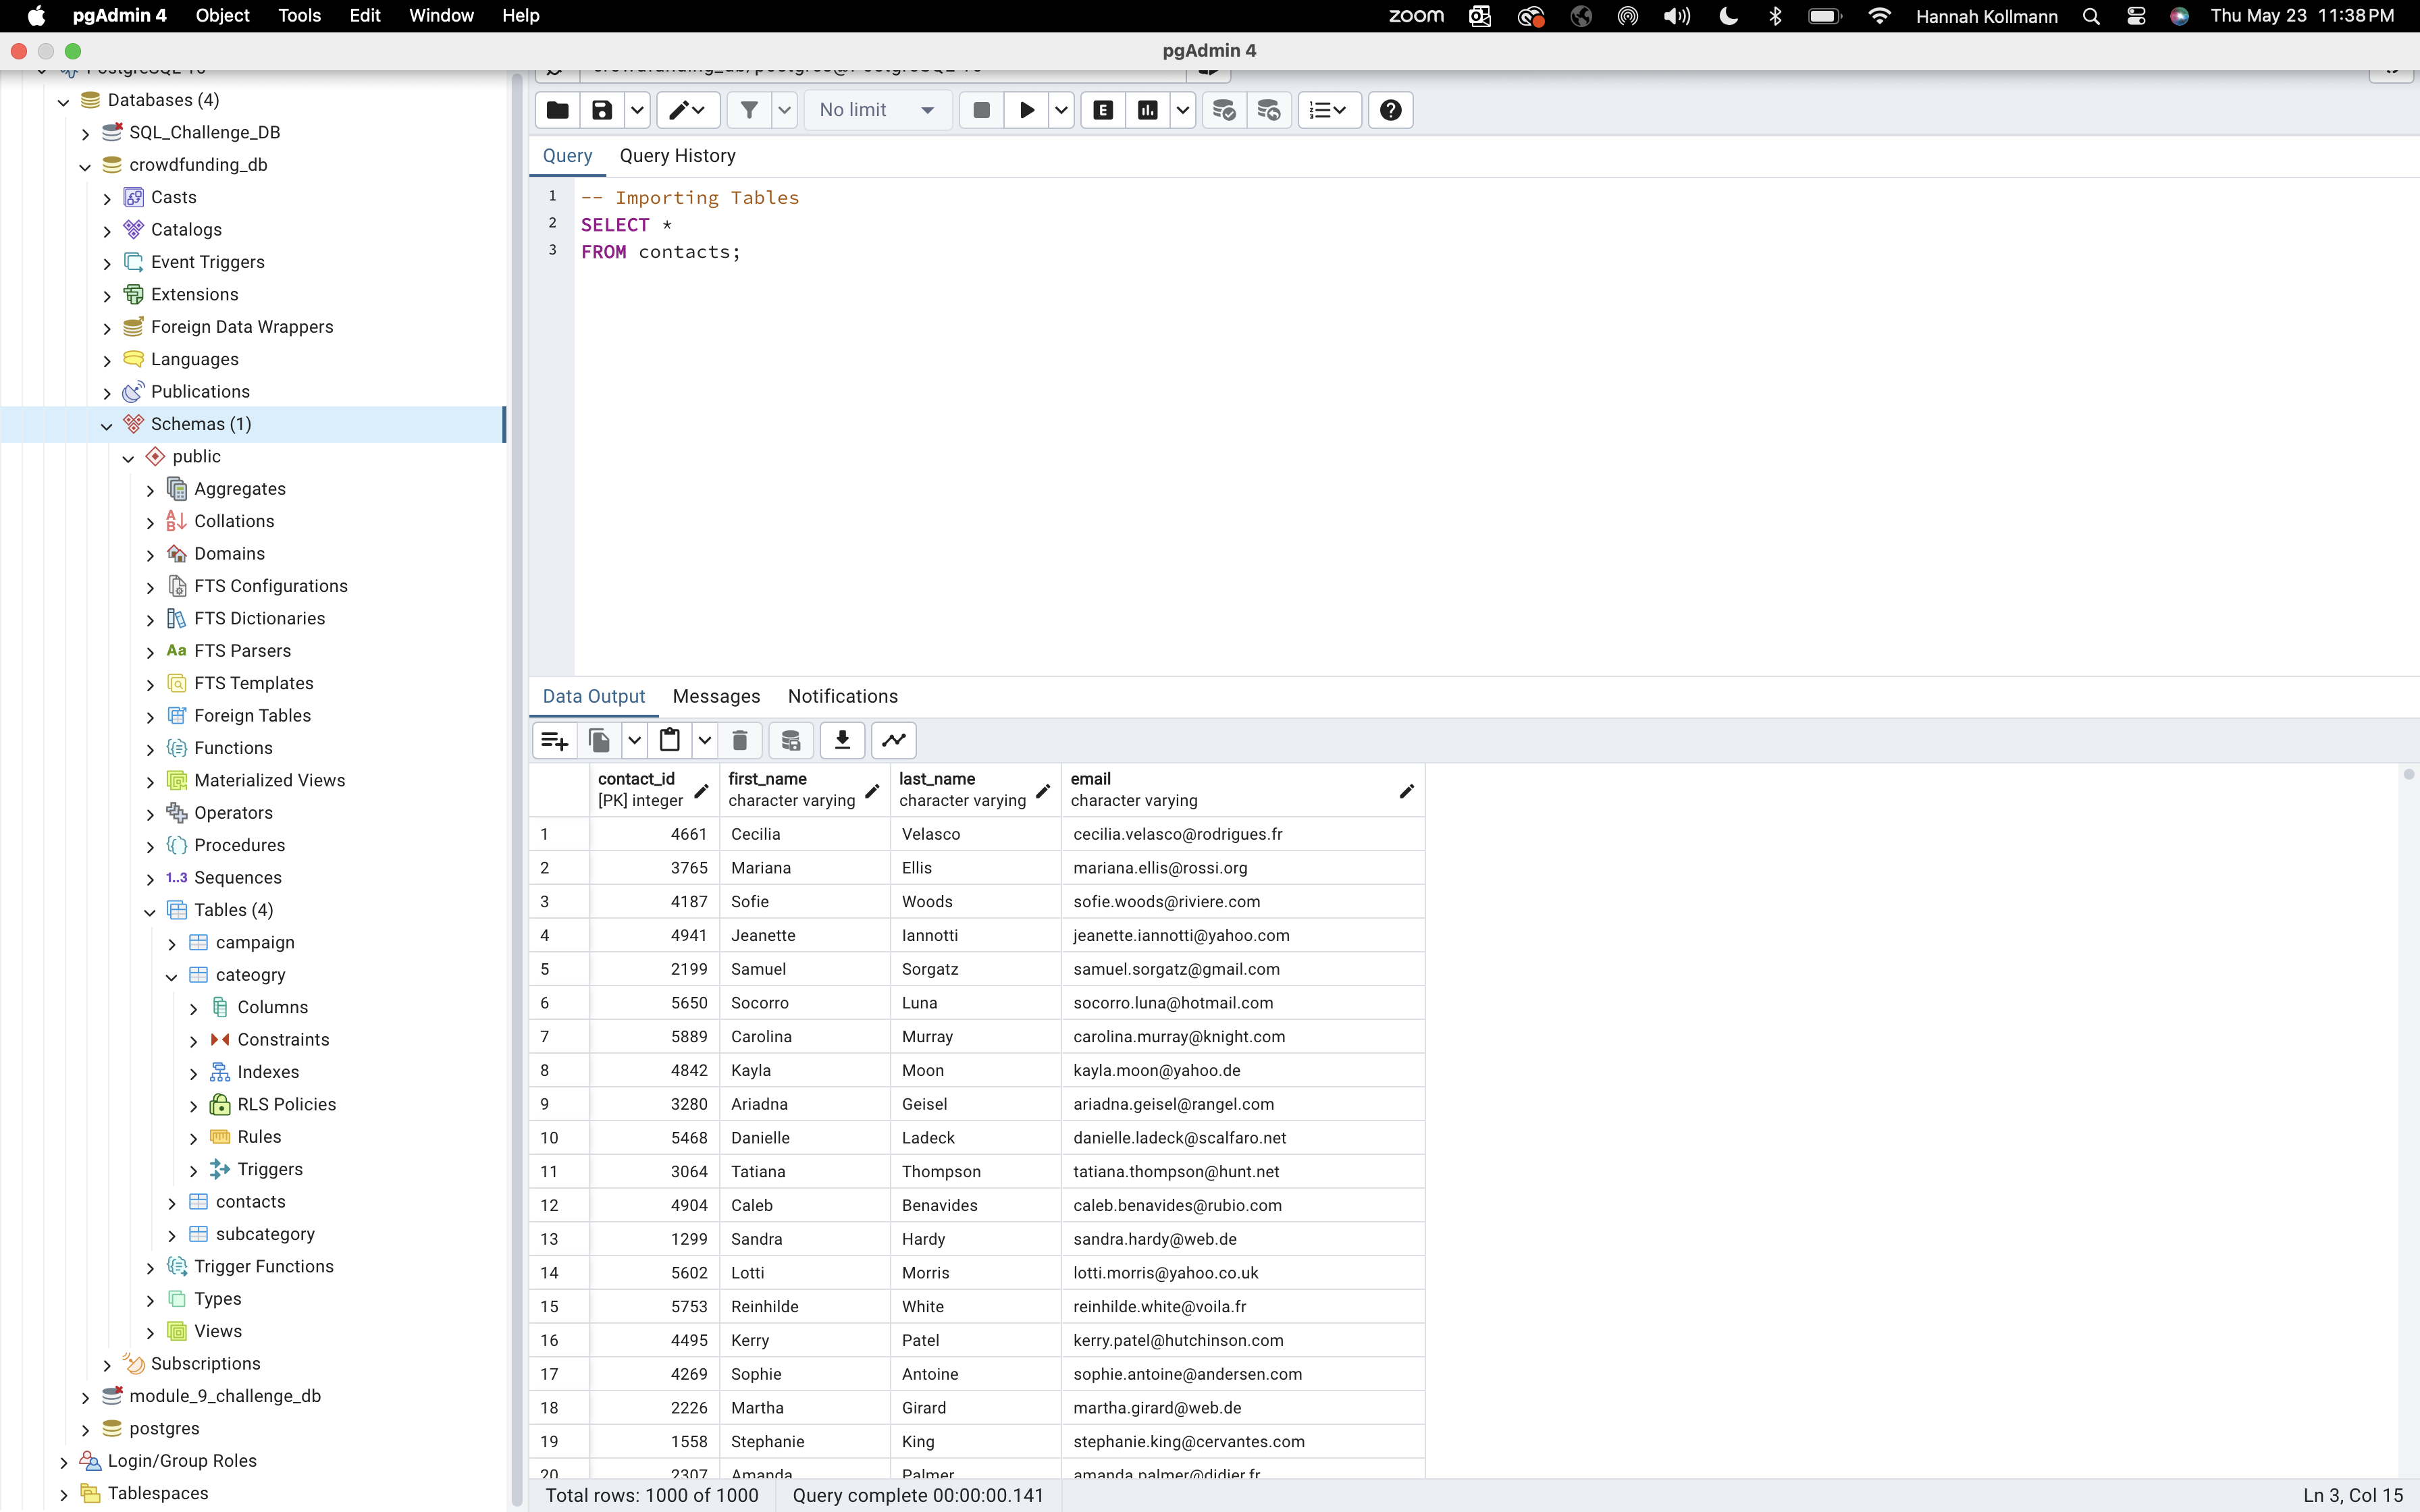 pgAdmin 4 Object Tools Edit Window Help zoom Hannah Kollmann Thu May 23 11:38 PM
pgAdmin 4
Databases (4)
SQL_Challenge_DB
crowdfunding_db
Casts
Catalogs
Event Triggers
Extensions
Foreign Data Wrappers
Languages
Publications
Schemas (1)
public
Aggregates
Collations
Domains
FTS Configurations
FTS Dictionaries
Aa FTS Parsers
FTS Templates
Foreign Tables
Functions
Materialized Views
Operators
Procedures
1..3 Sequences
Tables (4)
campaign
cateogry
Columns
Constraints
Indexes
RLS Policies
Rules
Triggers
contacts
subcategory
Trigger Functions
Types
Views
Subscriptions
module_9_challenge_db
postgres
Login/Group Roles
Tablespaces
No limit E
Query Query History
1 -- Importing Tables
2 SELECT *
3 FROM contacts;
Data Output Messages Notifications
contact_id first_name last_name email
[PK] integer character varying character varying character varying
1 4661 Cecilia Velasco cecilia.velasco@rodrigues.fr
2 3765 Mariana Ellis mariana.ellis@rossi.org
3 4187 Sofie Woods sofie.woods@riviere.com
4 4941 Jeanette Iannotti jeanette.iannotti@yahoo.com
5 2199 Samuel Sorgatz samuel.sorgatz@gmail.com
6 5650 Socorro Luna socorro.luna@hotmail.com
7 5889 Carolina Murray carolina.murray@knight.com
8 4842 Kayla Moon kayla.moon@yahoo.de
9 3280 Ariadna Geisel ariadna.geisel@rangel.com
10 5468 Danielle Ladeck danielle.ladeck@scalfaro.net
11 3064 Tatiana Thompson tatiana.thompson@hunt.net
12 4904 Caleb Benavides caleb.benavides@rubio.com
13 1299 Sandra Hardy sandra.hardy@web.de
14 5602 Lotti Morris lotti.morris@yahoo.co.uk
15 5753 Reinhilde White reinhilde.white@voila.fr
16 4495 Kerry Patel kerry.patel@hutchinson.com
17 4269 Sophie Antoine sophie.antoine@andersen.com
18 2226 Martha Girard martha.girard@web.de
19 1558 Stephanie King stephanie.king@cervantes.com
20 2307 Amanda Palmer amanda.palmer@didier.fr
Total rows: 1000 of 1000 Query complete 00:00:00.141 Ln 3, Col 15